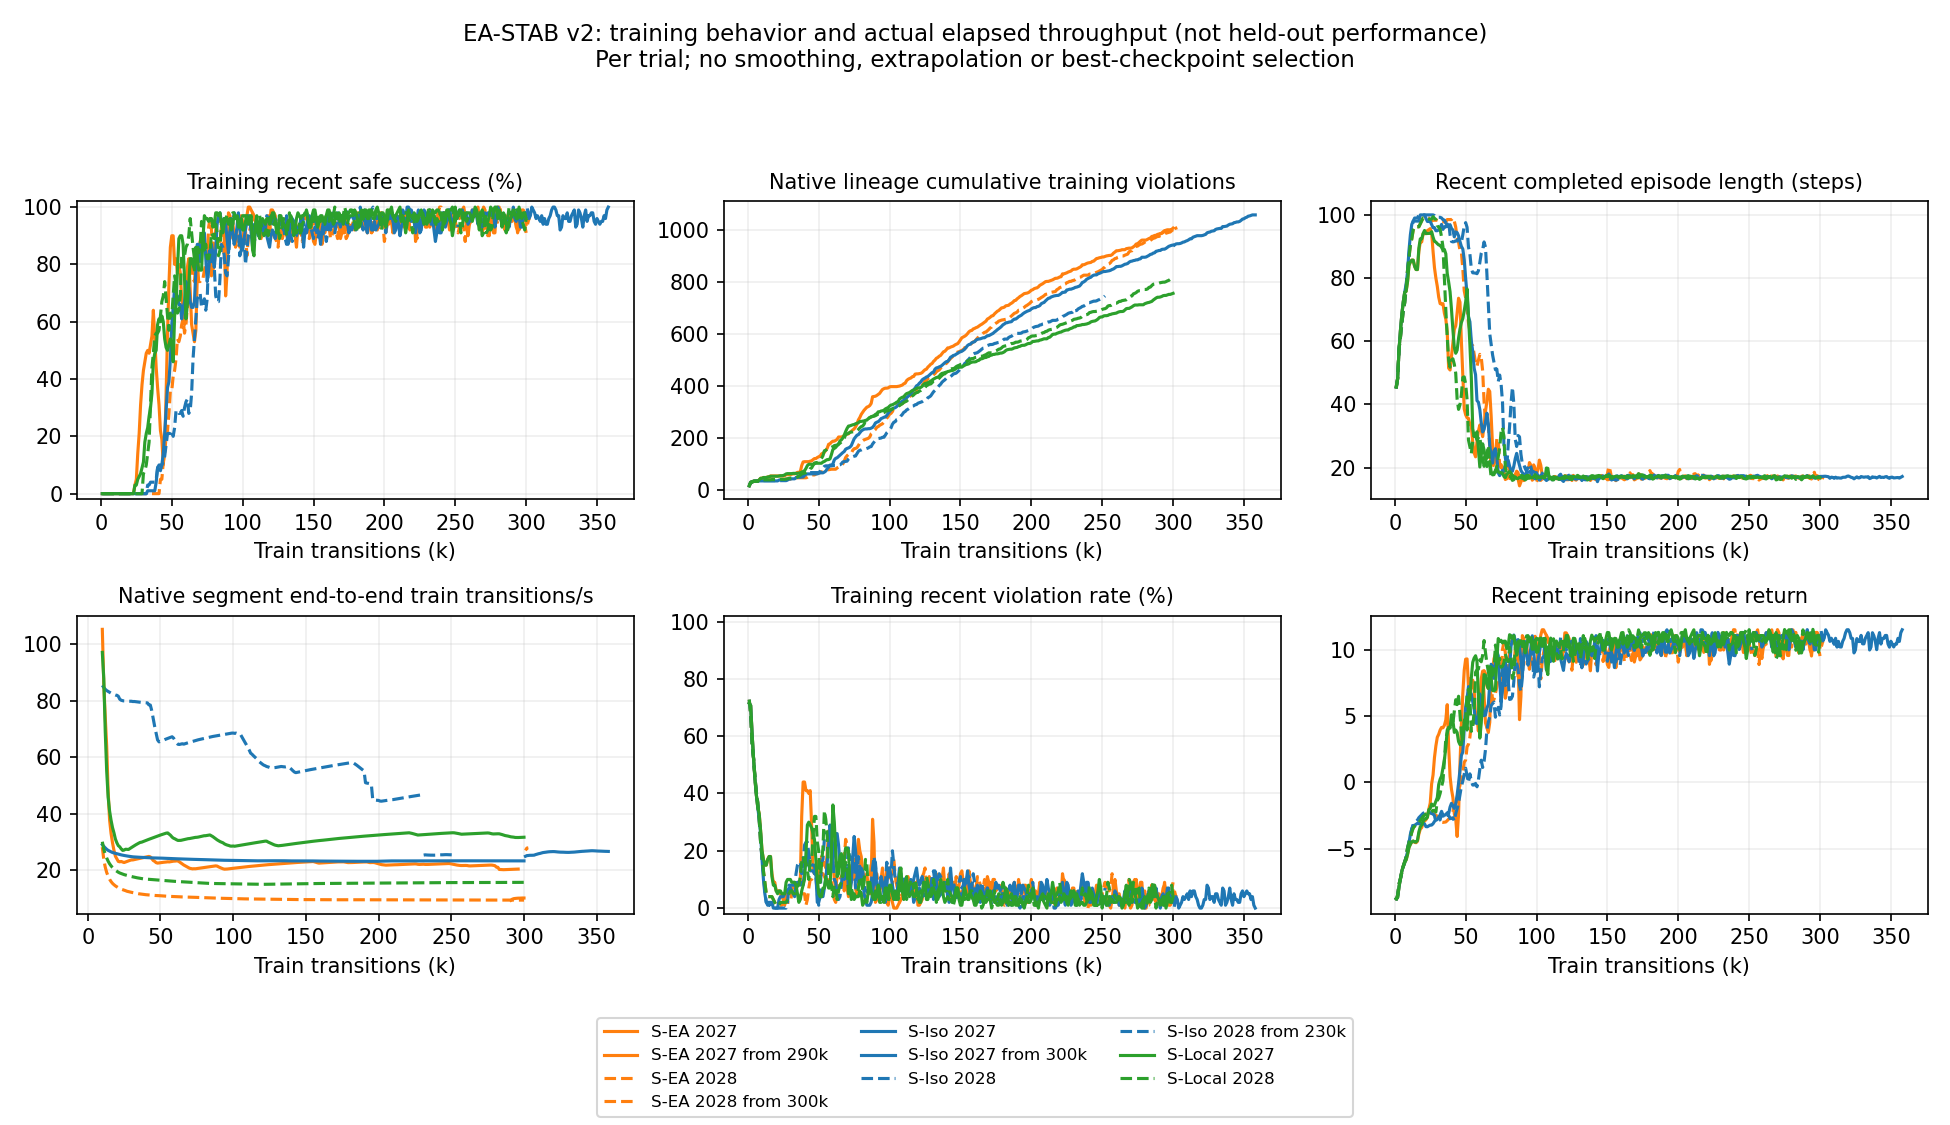 EA-STAB v2: training behavior and actual elapsed throughput (not held-out performance)
Per trial; no smoothing, extrapolation or best-checkpoint selection
Training recent safe success (%)
100
80
60
40
20
0
0 50 100 150 200 250 300 350
Train transitions (k)
Native lineage cumulative training violations
1000
800
600
400
200
0
0 50 100 150 200 250 300 350
Train transitions (k)
Recent completed episode length (steps)
100
80
60
40
20
0 50 100 150 200 250 300 350
Train transitions (k)
Native segment end-to-end train transitions/s
100
80
60
40
20
0 50 100 150 200 250 300 350
Train transitions (k)
Training recent violation rate (%)
100
80
60
40
20
0
0 50 100 150 200 250 300 350
Train transitions (k)
Recent training episode return
10
5
0
−5
0 50 100 150 200 250 300 350
Train transitions (k)
S-EA 2027
S-EA 2027 from 290k
S-EA 2028
S-EA 2028 from 300k
S-Iso 2027
S-Iso 2027 from 300k
S-Iso 2028
S-Iso 2028 from 230k
S-Local 2027
S-Local 2028